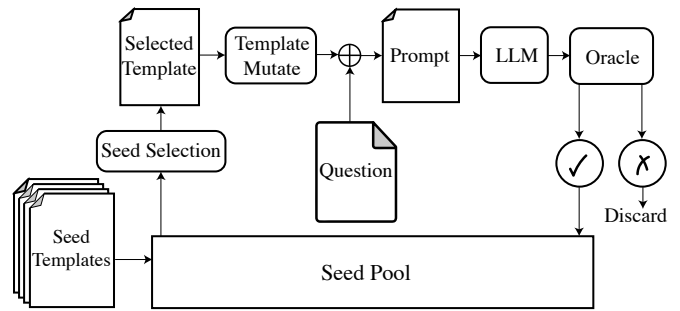 Selected
Template
Template
Mutate
Prompt
LLM
Oracle
Seed Selection
Question
Discard
Seed
Templates
Seed Pool